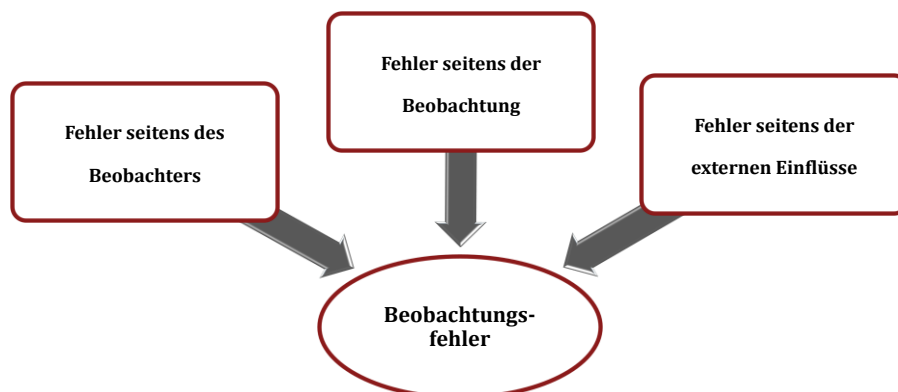 Fehler seitens des
Beobachters
Fehler seitens der
Beobachtung
Fehler seitens der
externen Einflüsse
Beobachtungs-
fehler